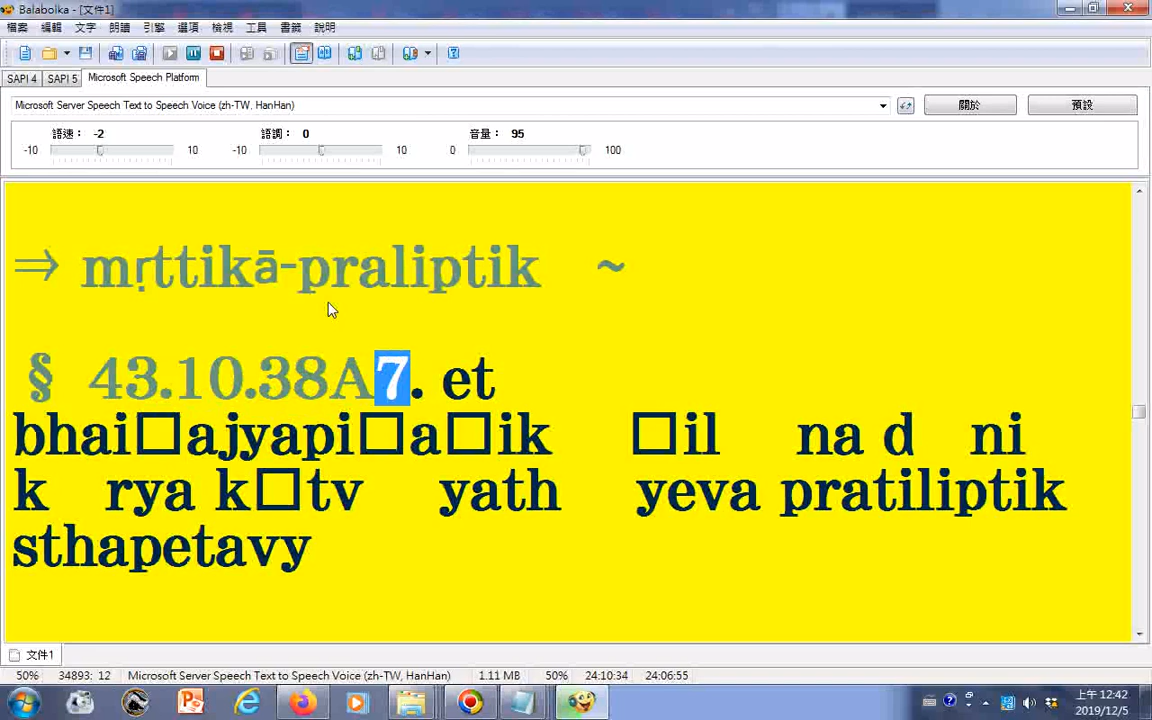 Balabolka - [文件1]
檔案 編輯 文字 朗讀 引擎 選項 檢視 工具 書籤 說明
SAPI 4 SAPI 5 Microsoft Speech Platform
Microsoft Server Speech Text to Speech Voice (zh-TW, HanHan) 關於 預設
語速： -2 語調： 0 音量： 95
-10 10 -10 10 0 100
⇒ mṛttikā-praliptik ~
§ 43.10.38A7. et
bhai□ajyapi□a□ik □il na d ni
k rya k□tv yath yeva pratiliptik
sthapetavy
文件1
50% 34893: 12 Microsoft Server Speech Text to Speech Voice (zh-TW, HanHan) 1.11 MB 50% 24:10:34 24:06:55
上午 12:42
2019/12/5